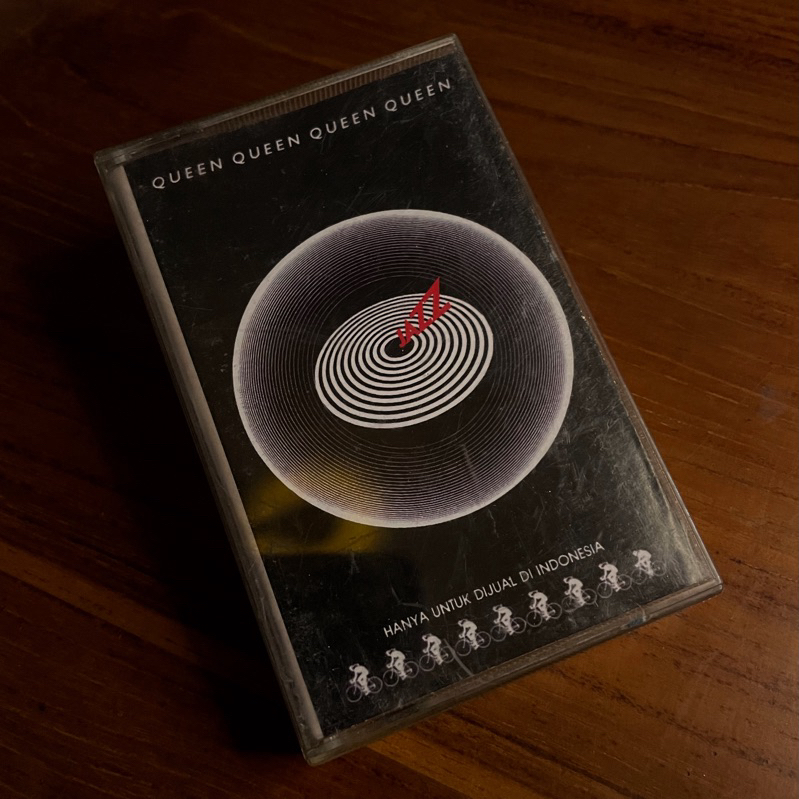 QUEEN QUEEN QUEEN QUEEN
JAZZ
HANYA UNTUK DIJUAL DI INDONESIA